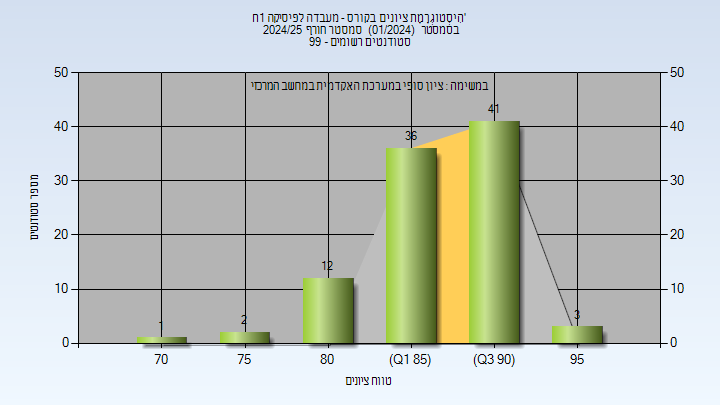 היסטוגרמת ציונים בקורס - מעבדה לפיסיקה 1ח'
בסמסטר (01/2024) סמסטר חורף 2024/25
סטודנטים רשומים - 99
במשימה : ציון סופי במערכת האקדמית במחשב המרכזי
50 50
40 40
30 30
20 20
10 10
0 0
1 2 12 36 41 3
70 75 80 (Q1 85) (Q3 90) 95
מספר סטודנטים
טווח ציונים